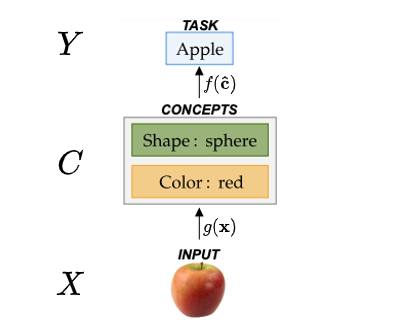 TASK
Y
Apple
f(ĉ)
CONCEPTS
Shape: sphere
C
Color: red
g(x)
INPUT
X